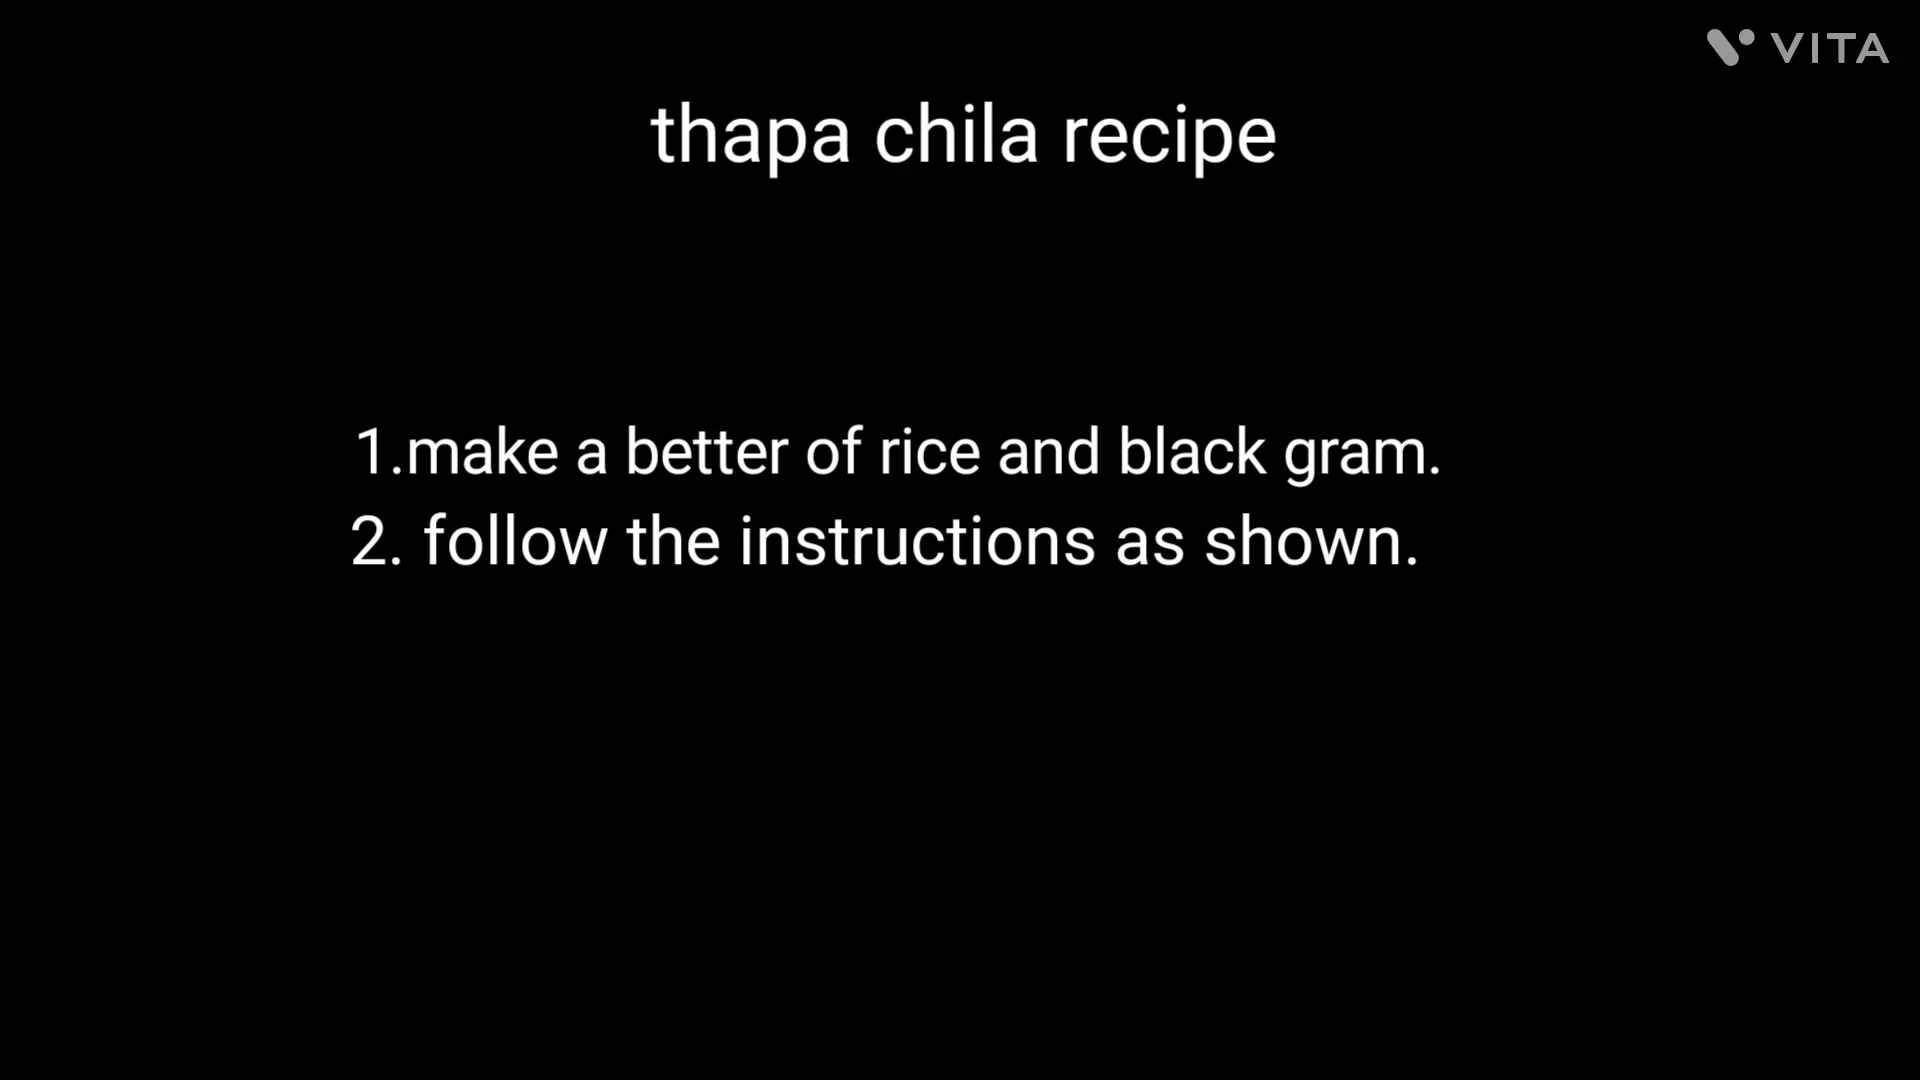 VITA
thapa chila recipe
1.make a better of rice and black gram.
2. follow the instructions as shown.